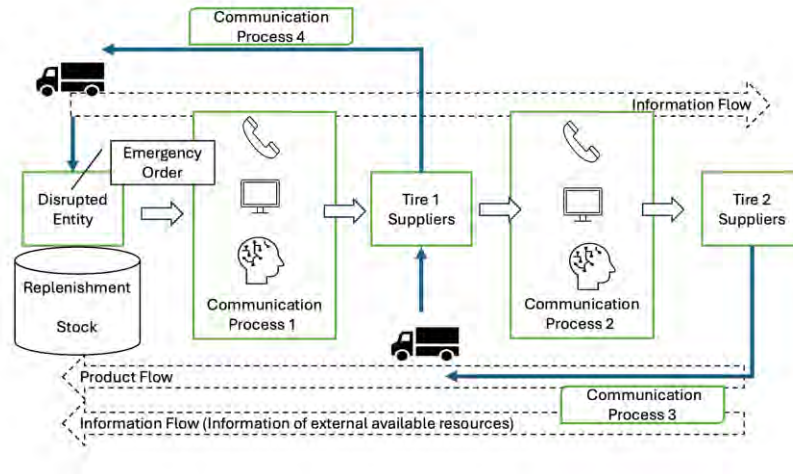 Communication
Process 4
Information Flow
Emergency
Order
Disrupted
Entity
Tire 1
Suppliers
Tire 2
Suppliers
Replenishment
Stock
Communication
Process 1
Communication
Process 2
Product Flow
Communication
Process 3
Information Flow (Information of external available resources)